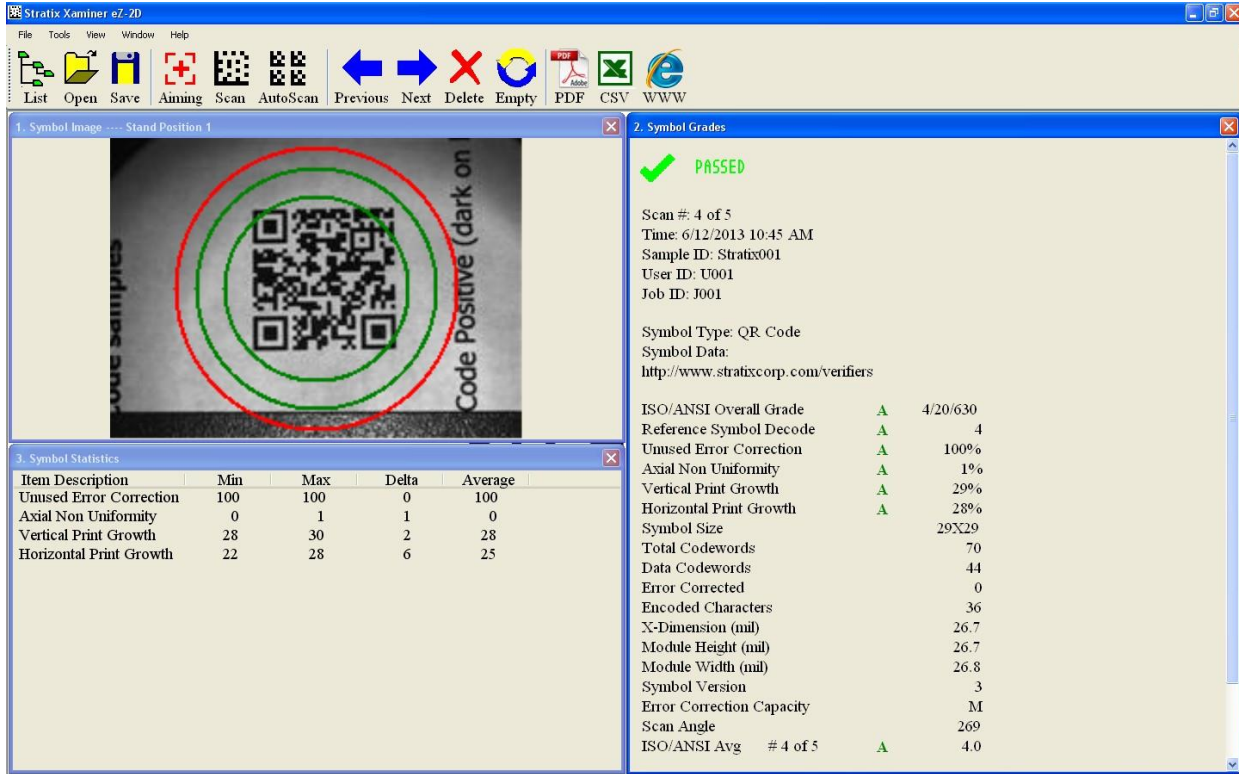 Stratix Xaminer eZ-2D
File Tools View Window Help
List Open Save Aiming Scan AutoScan Previous Next Delete Empty PDF CSV WWW
PDF
Adobe
1. Symbol Image ---- Stand Position 1
ode samples
Code Positive (dark on
2. Symbol Grades
PASSED
Scan #: 4 of 5
Time: 6/12/2013 10:45 AM
Sample ID: Stratix001
User ID: U001
Job ID: J001
Symbol Type: QR Code
Symbol Data:
http://www.stratixcorp.com/verifiers
ISO/ANSI Overall Grade A 4/20/630
Reference Symbol Decode A 4
Unused Error Correction A 100%
Axial Non Uniformity A 1%
Vertical Print Growth A 29%
Horizontal Print Growth A 28%
Symbol Size 29X29
Total Codewords 70
Data Codewords 44
Error Corrected 0
Encoded Characters 36
X-Dimension (mil) 26.7
Module Height (mil) 26.7
Module Width (mil) 26.8
Symbol Version 3
Error Correction Capacity M
Scan Angle 269
ISO/ANSI Avg # 4 of 5 A 4.0
3. Symbol Statistics
Item Description Min Max Delta Average
Unused Error Correction 100 100 0 100
Axial Non Uniformity 0 1 1 0
Vertical Print Growth 28 30 2 28
Horizontal Print Growth 22 28 6 25